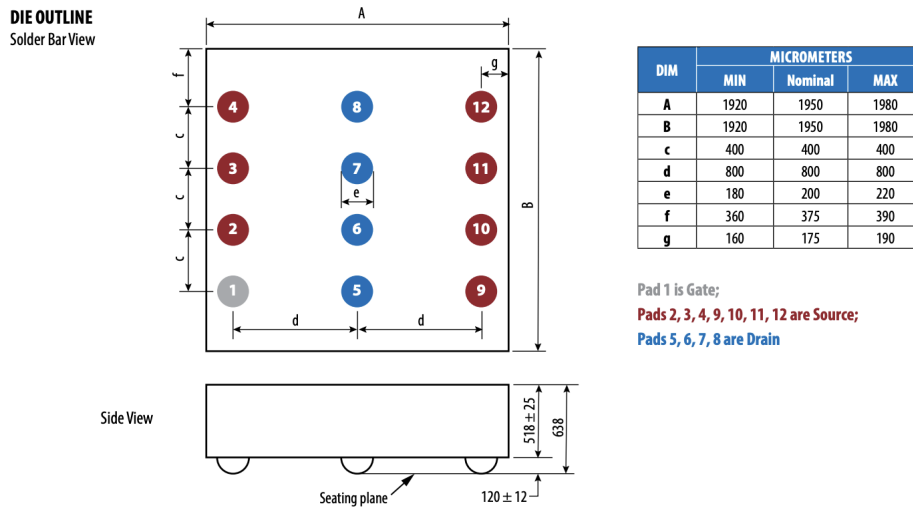 DIE OUTLINE
Solder Bar View
A
f
g
4
8
12
c
3
7
11
e
c
B
2
6
10
c
1
5
9
d
d
DIM
MICROMETERS
MIN Nominal MAX
A 1920 1950 1980
B 1920 1950 1980
c 400 400 400
d 800 800 800
e 180 200 220
f 360 375 390
g 160 175 190
Pad 1 is Gate;
Pads 2, 3, 4, 9, 10, 11, 12 are Source;
Pads 5, 6, 7, 8 are Drain
Side View
518 ± 25
638
Seating plane
120 ± 12